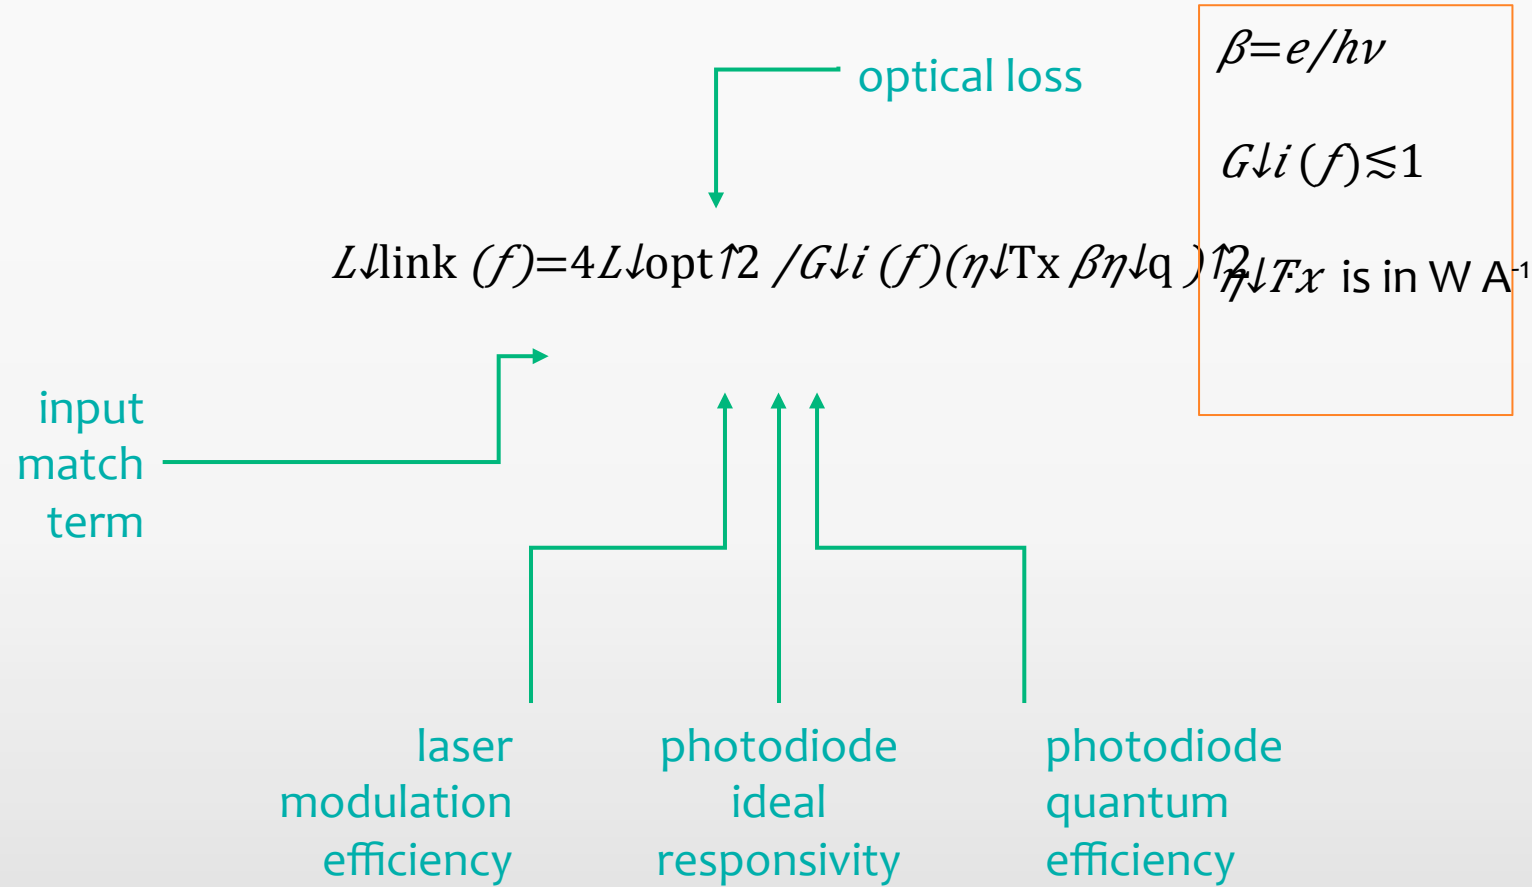 optical loss
β=e/hν
G↓i (f)≲1
L↓link (f)=4L↓opt↑2 /G↓i (f)(η↓Tx βη↓q )↑2 .
η↓Tx is in W A-1
input
match
term
laser
modulation
efficiency
photodiode
ideal
responsivity
photodiode
quantum
efficiency